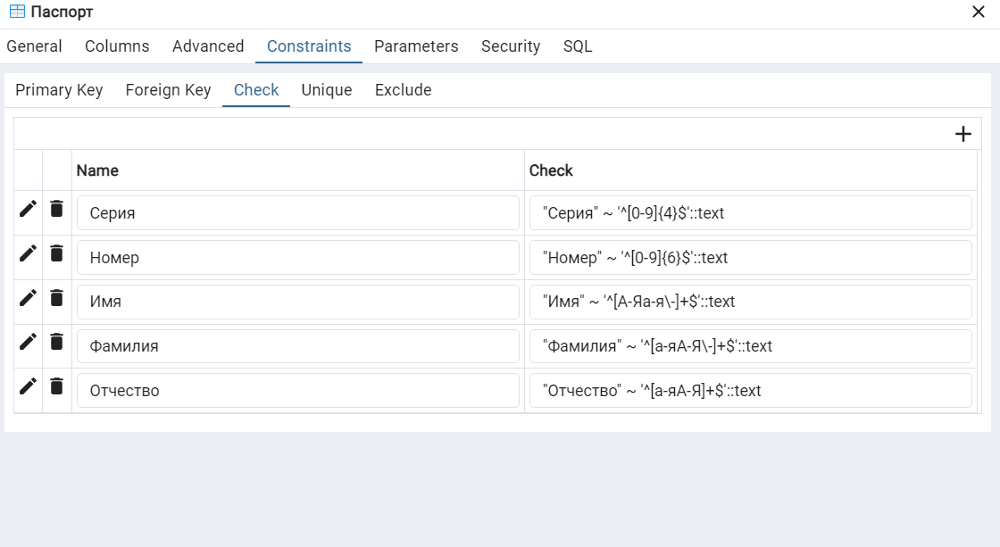 Паспорт
General Columns Advanced Constraints Parameters Security SQL
Primary Key Foreign Key Check Unique Exclude
Name Check
Серия "Серия" ~ '^[0-9]{4}$'::text
Номер "Номер" ~ '^[0-9]{6}$'::text
Имя "Имя" ~ '^[А-Яа-я\-]+$'::text
Фамилия "Фамилия" ~ '^[а-яА-Я\-]+$'::text
Отчество "Отчество" ~ '^[а-яА-Я]+$'::text